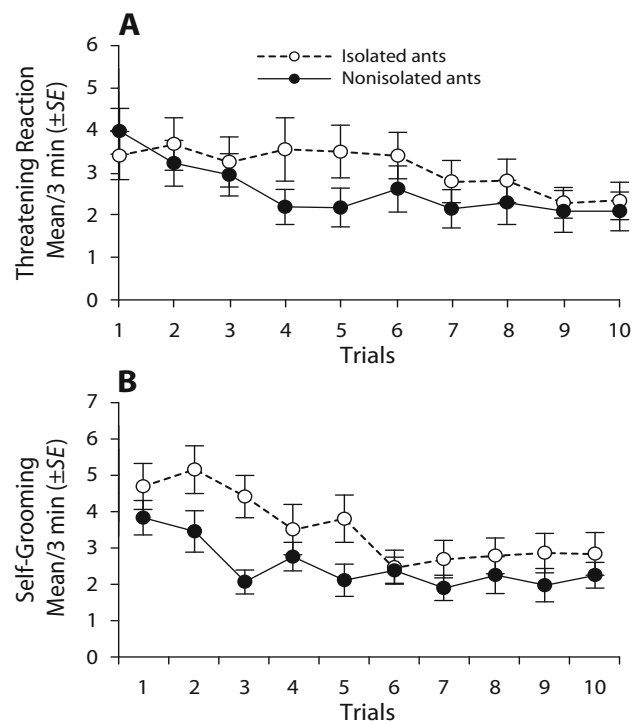 A
Isolated ants
Nonisolated ants
Threatening Reaction
Mean/3 min (±SE)
6
5
4
3
2
1
0
1 2 3 4 5 6 7 8 9 10
Trials
B
Self-Grooming
Mean/3 min (±SE)
7
6
5
4
3
2
1
0
1 2 3 4 5 6 7 8 9 10
Trials